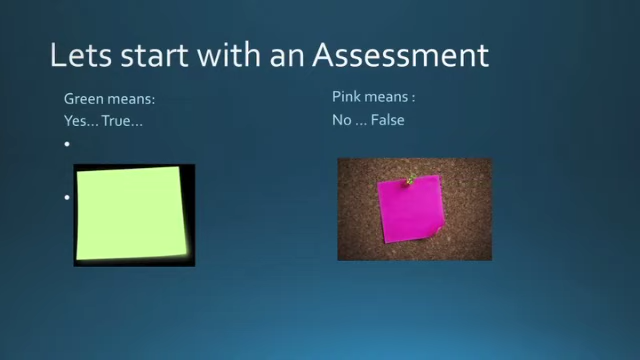 Lets start with an Assessment
Green means:
Yes... True...
Pink means :
No ... False